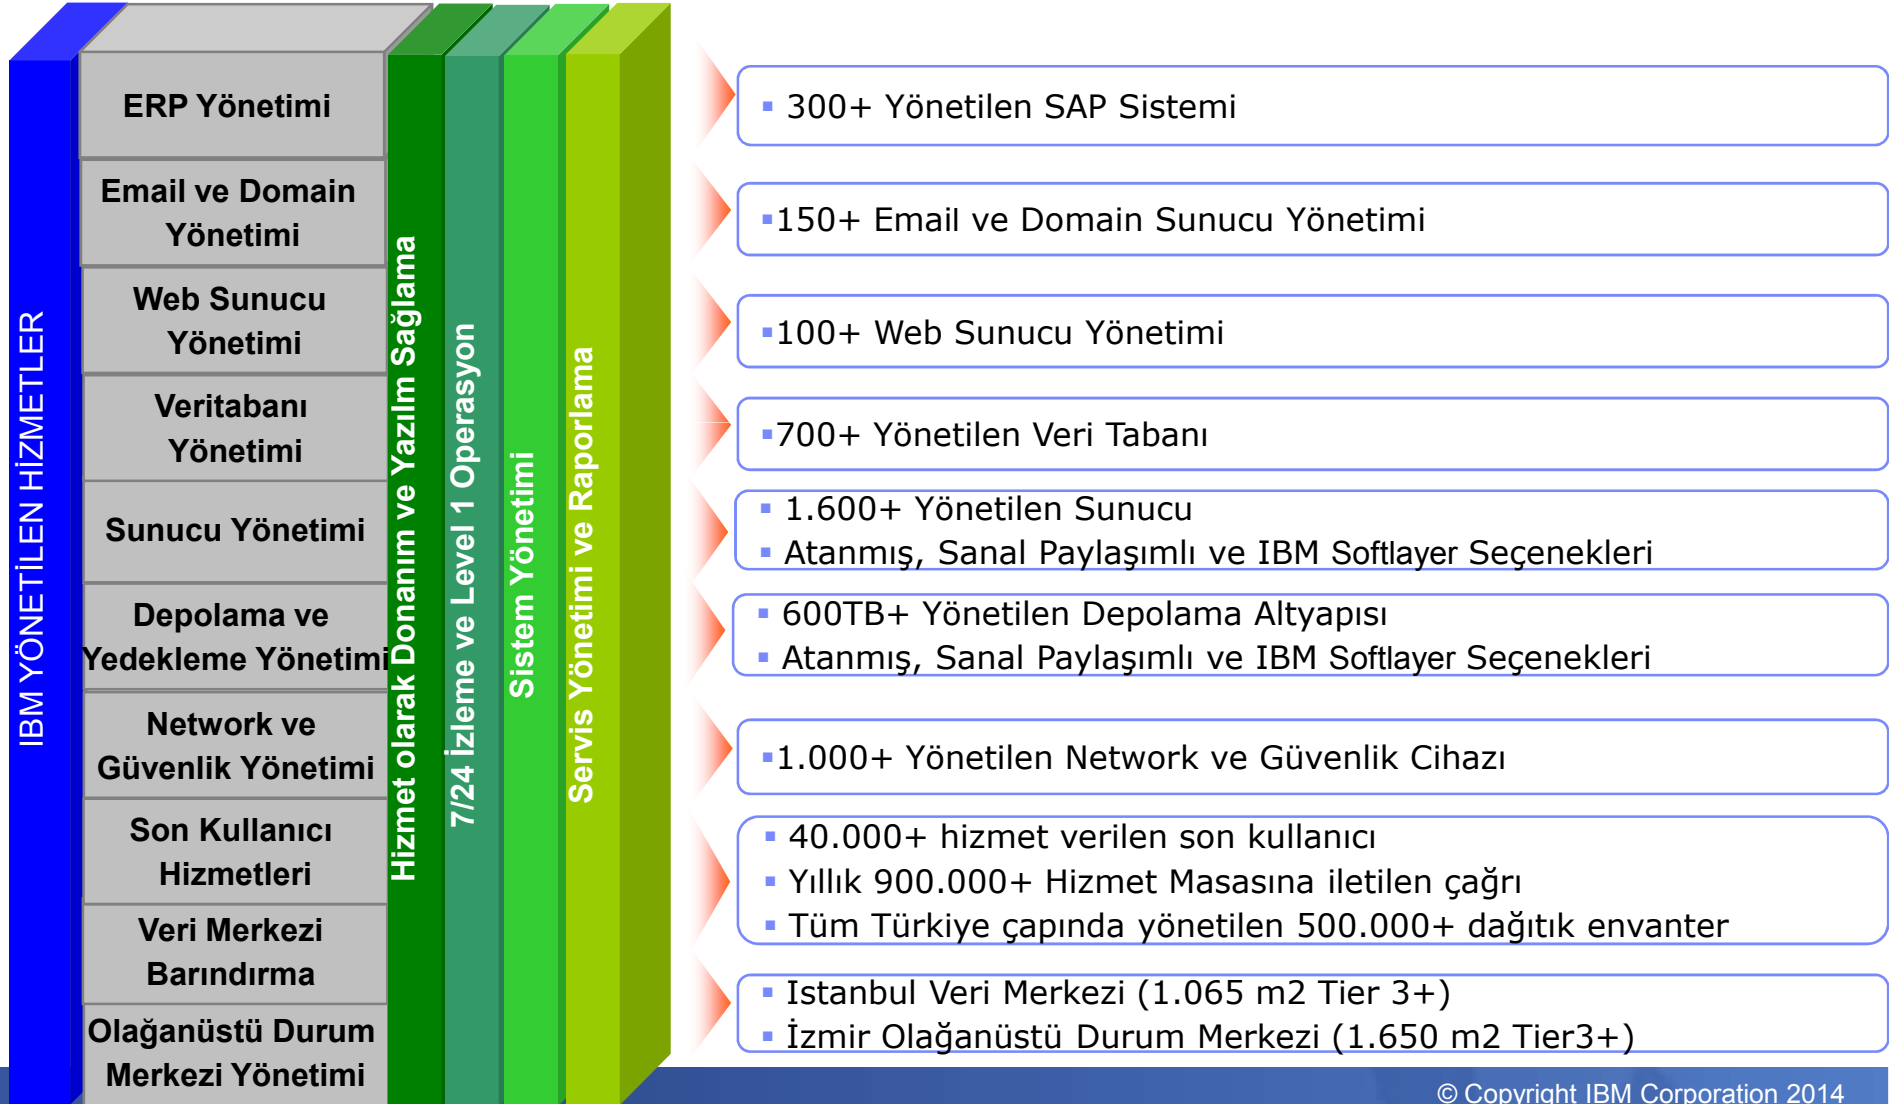 IBM YÖNETİLEN HİZMETLER
ERP Yönetimi
Email ve Domain
Yönetimi
Web Sunucu
Yönetimi
Veritabanı
Yönetimi
Sunucu Yönetimi
Depolama ve
Yedekleme Yönetimi
Network ve
Güvenlik Yönetimi
Son Kullanıcı
Hizmetleri
Veri Merkezi
Barındırma
Olağanüstü Durum
Merkezi Yönetimi
Hizmet olarak Donanım ve Yazılm Sağlama
7/24 İzleme ve Level 1 Operasyon
Sistem Yönetimi
Servis Yönetimi ve Raporlama
▪ 300+ Yönetilen SAP Sistemi
▪150+ Email ve Domain Sunucu Yönetimi
▪100+ Web Sunucu Yönetimi
▪700+ Yönetilen Veri Tabanı
▪ 1.600+ Yönetilen Sunucu
▪ Atanmış, Sanal Paylaşımlı ve IBM Softlayer Seçenekleri
▪ 600TB+ Yönetilen Depolama Altyapısı
▪ Atanmış, Sanal Paylaşımlı ve IBM Softlayer Seçenekleri
▪1.000+ Yönetilen Network ve Güvenlik Cihazı
▪ 40.000+ hizmet verilen son kullanıcı
▪ Yıllık 900.000+ Hizmet Masasına iletilen çağrı
▪ Tüm Türkiye çapında yönetilen 500.000+ dağıtık envanter
▪ Istanbul Veri Merkezi (1.065 m2 Tier 3+)
▪ İzmir Olağanüstü Durum Merkezi (1.650 m2 Tier3+)
© Copyright IBM Corporation 2014